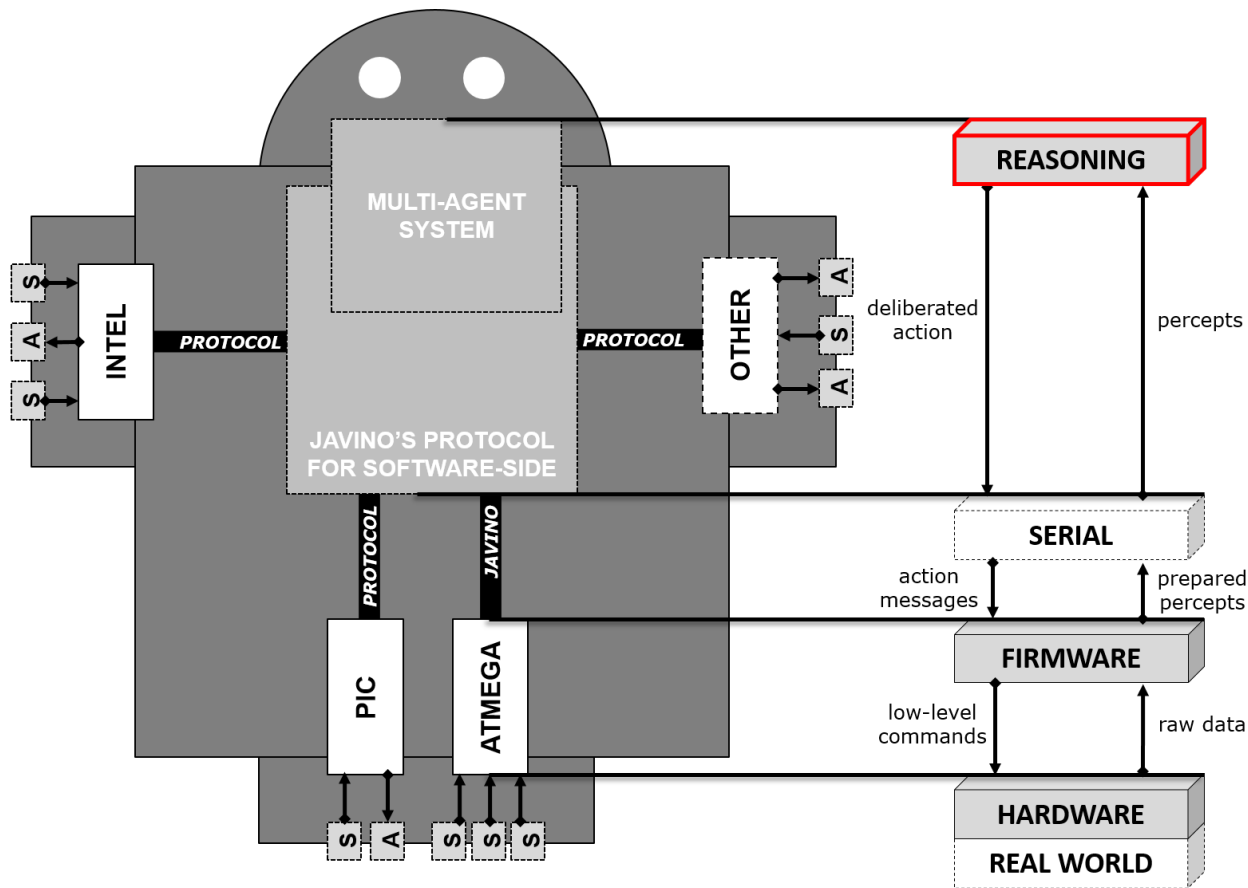 MULTI-AGENT
SYSTEM
JAVINO'S PROTOCOL
FOR SOFTWARE-SIDE
S
A
S
INTEL
PROTOCOL
PROTOCOL
OTHER
A
S
A
PROTOCOL
JAVINO
PIC
ATMEGA
S
A
S
S
S
REASONING
deliberated
action
percepts
SERIAL
action
messages
prepared
percepts
FIRMWARE
low-level
commands
raw data
HARDWARE
REAL WORLD